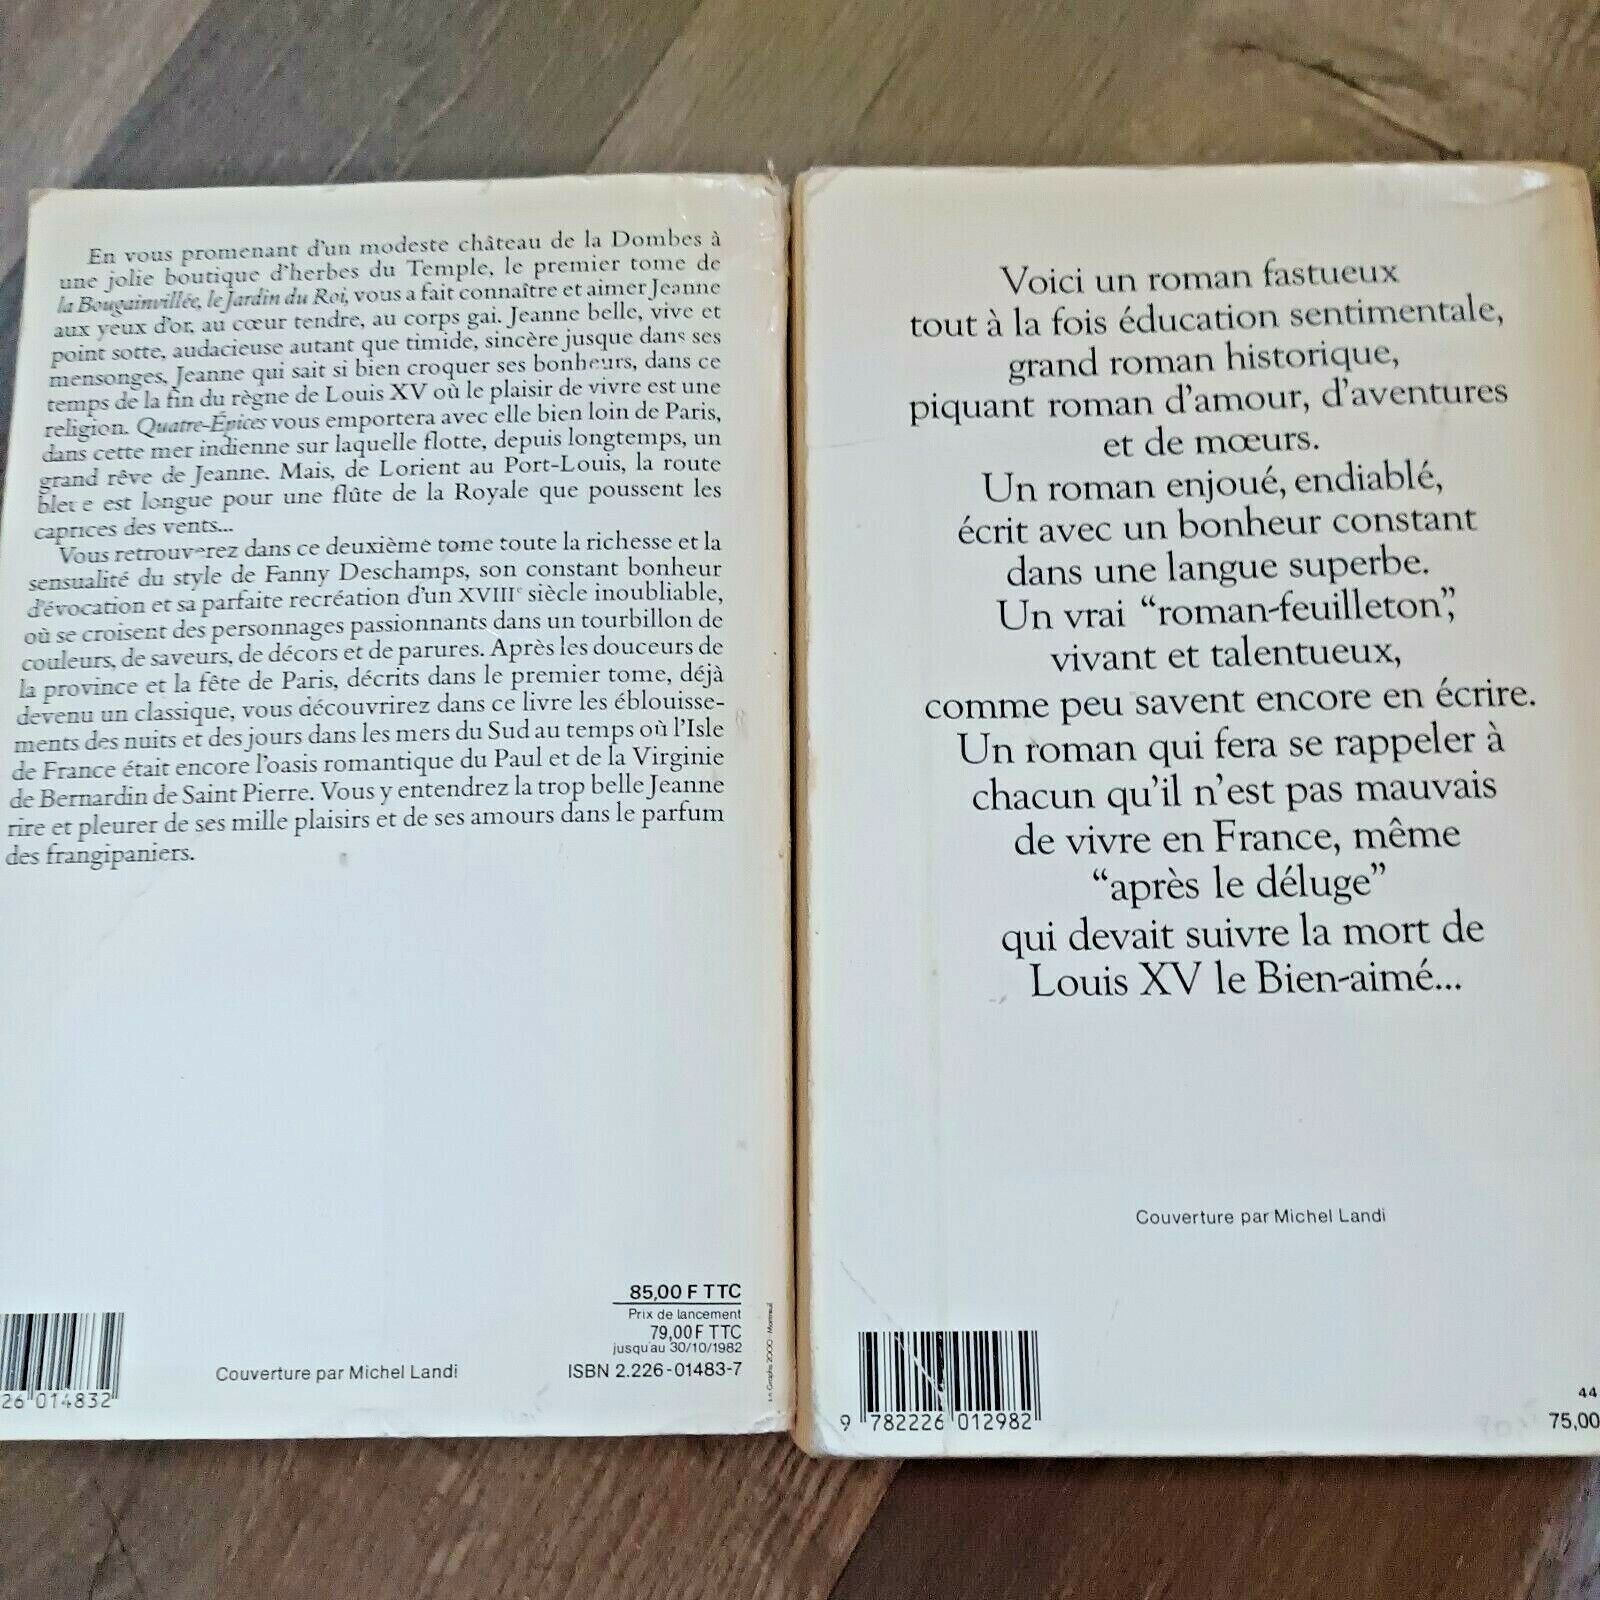 En vous promenant d'un modeste château de la Dombes à
une jolie boutique d'herbes du Temple, le premier tome de
la Bougainvillée, le Jardin du Roi, vous a fait connaître et aimer Jeanne
aux yeux d'or, au cœur tendre, au corps gai. Jeanne belle, vive et
point sotte, audacieuse autant que timide, sincère jusque dans ses
mensonges, Jeanne qui sait si bien croquer ses bonheurs, dans ce
temps de la fin du règne de Louis XV où le plaisir de vivre est une
religion. Quatre-Épices vous emportera avec elle bien loin de Paris,
dans cette mer indienne sur laquelle flotte, depuis longtemps, un
grand rêve de Jeanne. Mais, de Lorient au Port-Louis, la route
bleue est longue pour une flûte de la Royale que poussent les
caprices des vents...
Vous retrouverez dans ce deuxième tome toute la richesse et la
sensualité du style de Fanny Deschamps, son constant bonheur
d'évocation et sa parfaite recréation d'un XVIIIe siècle inoubliable,
où se croisent des personnages passionnants dans un tourbillon de
couleurs, de saveurs, de décors et de parures. Après les douceurs de
la province et la fête de Paris, décrits dans le premier tome, déjà
devenu un classique, vous découvrirez dans ce livre les éblouisse-
ments des nuits et des jours dans les mers du Sud au temps où l'Isle
de France était encore l'oasis romantique du Paul et de la Virginie
de Bernardin de Saint Pierre. Vous y entendrez la trop belle Jeanne
rire et pleurer de ses mille plaisirs et de ses amours dans le parfum
des frangipaniers.
85,00 F TTC
Prix de lancement
79,00 F TTC
jusqu'au 30/10/1982
ISBN 2.226-01483-7
Couverture par Michel Landi
26 014832
Voici un roman fastueux
tout à la fois éducation sentimentale,
grand roman historique,
piquant roman d'amour, d'aventures
et de mœurs.
Un roman enjoué, endiablé,
écrit avec un bonheur constant
dans une langue superbe.
Un vrai “roman-feuilleton”,
vivant et talentueux,
comme peu savent encore en écrire.
Un roman qui fera se rappeler à
chacun qu'il n'est pas mauvais
de vivre en France, même
“après le déluge”
qui devait suivre la mort de
Louis XV le Bien-aimé...
Couverture par Michel Landi
9 782226 012982
44
75,00